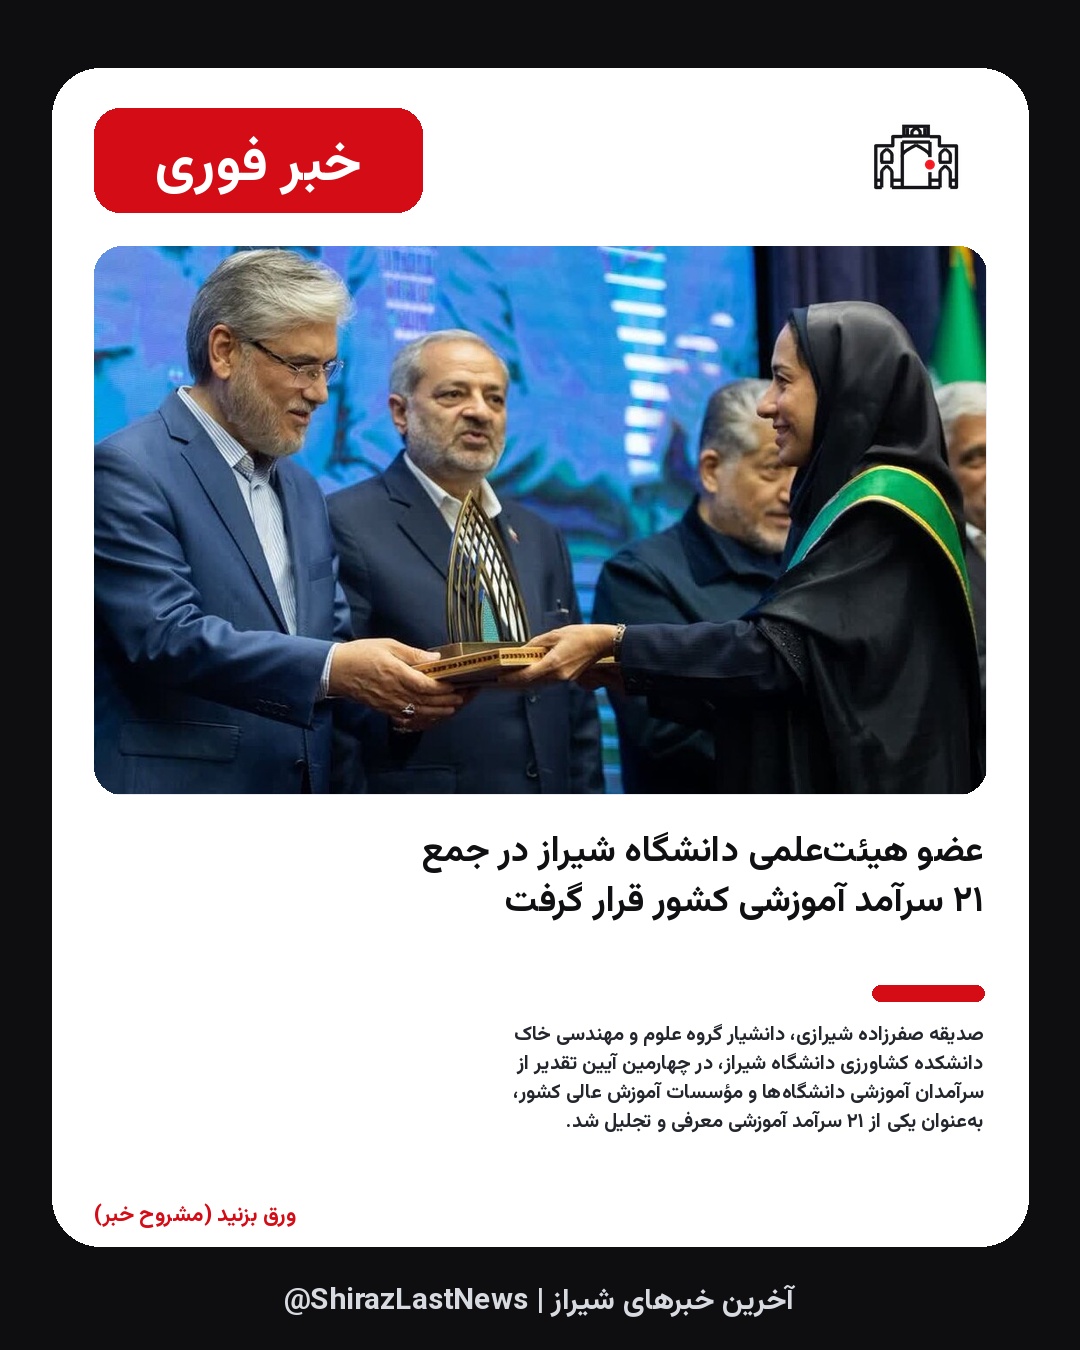 خبر فوری
عضو هیئت‌علمی دانشگاه شیراز در جمع
۲۱ سرآمد آموزشی کشور قرار گرفت
صدیقه صفرزاده شیرازی، دانشیار گروه علوم و مهندسی خاک
دانشکده کشاورزی دانشگاه شیراز، در چهارمین آیین تقدیر از
سرآمدان آموزشی دانشگاه‌ها و مؤسسات آموزش عالی کشور،
به‌عنوان یکی از ۲۱ سرآمد آموزشی معرفی و تجلیل شد.
ورق بزنید (مشروح خبر)
آخرین خبرهای شیراز | @ShirazLastNews